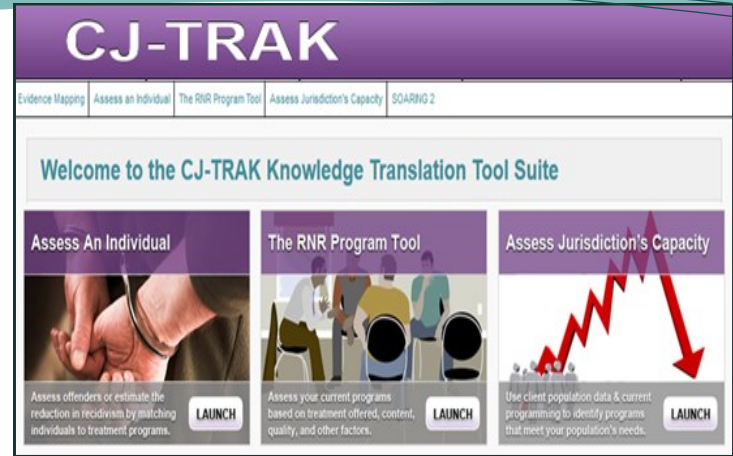 CJ-TRAK
Evidence Mapping Assess an Individual The RNR Program Tool Assess Jurisdiction's Capacity SOARING 2
Welcome to the CJ-TRAK Knowledge Translation Tool Suite
Assess An Individual
Assess offenders or estimate the
reduction in recidivism by matching
individuals to treatment programs.
LAUNCH
The RNR Program Tool
Assess your current programs
based on treatment offered, content,
quality, and other factors.
LAUNCH
Assess Jurisdiction's Capacity
Use client population data & current
programming to identify programs
that meet your population's needs.
LAUNCH